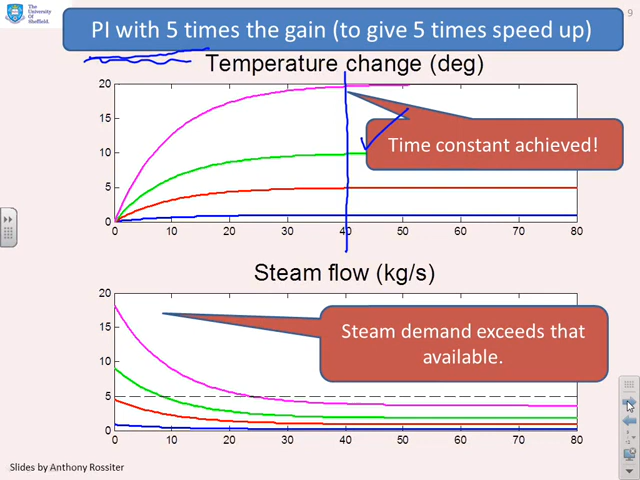 The
University
Of
Sheffield.
9
PI with 5 times the gain (to give 5 times speed up)
Temperature change (deg)
20
15
10
5
0
0 10 20 30 40 50 60 70 80
Time constant achieved!
Steam flow (kg/s)
20
15
10
5
0
0 10 20 30 40 50 60 70 80
Steam demand exceeds that
available.
Slides by Anthony Rossiter